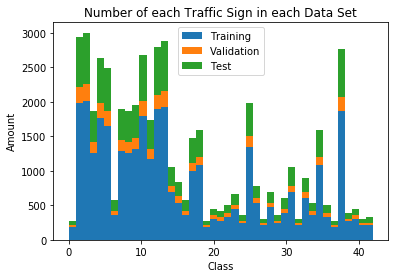 Number of each Traffic Sign in each Data Set
Training
Validation
Test
Amount
3000
2500
2000
1500
1000
500
0
0 10 20 30 40
Class